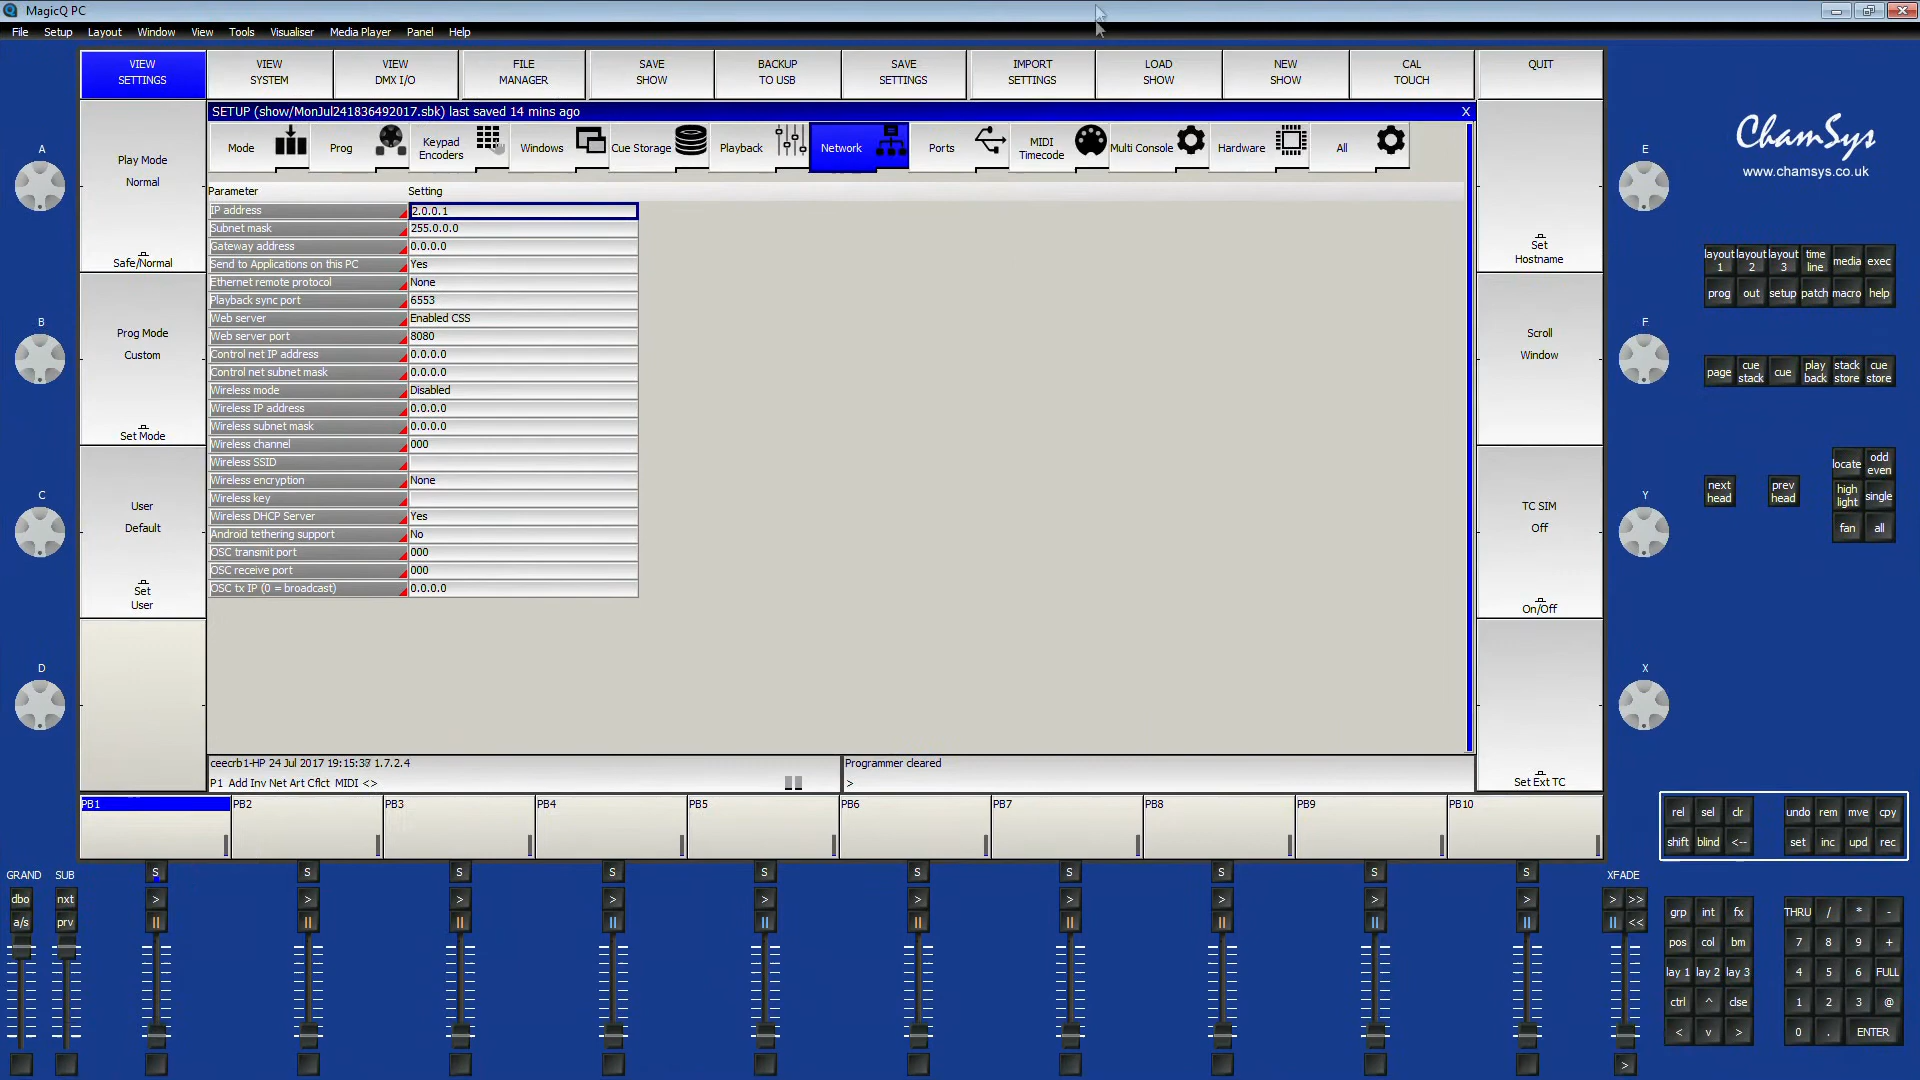 MagicQ PC
File Setup Layout Window View Tools Visualiser Media Player Panel Help
VIEW SETTINGS
VIEW SYSTEM
VIEW DMX I/O
FILE MANAGER
SAVE SHOW
BACKUP TO USB
SAVE SETTINGS
IMPORT SETTINGS
LOAD SHOW
NEW SHOW
CAL TOUCH
QUIT
SETUP (show/MonJul241836492017.sbk) last saved 14 mins ago X
Mode
Prog
Keypad Encoders
Windows
Cue Storage
Playback
Network
Ports
MIDI Timecode
Multi Console
Hardware
All
Parameter Setting
IP address 2.0.0.1
Subnet mask 255.0.0.0
Gateway address 0.0.0.0
Send to Applications on this PC Yes
Ethernet remote protocol None
Playback sync port 6553
Web server Enabled CSS
Web server port 8080
Control net IP address 0.0.0.0
Control net subnet mask 0.0.0.0
Wireless mode Disabled
Wireless IP address 0.0.0.0
Wireless subnet mask 0.0.0.0
Wireless channel 000
Wireless SSID
Wireless encryption None
Wireless key
Wireless DHCP Server Yes
Android tethering support No
OSC transmit port 000
OSC receive port 000
OSC tx IP (0 = broadcast) 0.0.0.0
A
Play Mode
Normal
Safe/Normal
B
Prog Mode
Custom
Set Mode
C
User
Default
Set
User
D
E
Set
Hostname
F
Scroll
Window
Y
TC SIM
Off
On/Off
X
Set Ext TC
ChamSys
www.chamsys.co.uk
layout 1 layout 2 layout 3 time line media exec
prog out setup patch macro help
page cue stack cue play back stack store cue store
next head prev head
locate odd even
high light single
fan all
ceecrb1-HP 24 Jul 2017 19:15:37 1.7.2.4
P1 Add Inv Net Art Cflct MIDI <>
Programmer cleared
>
PB1 PB2 PB3 PB4 PB5 PB6 PB7 PB8 PB9 PB10
rel sel clr undo rem mve cpy
shift blind <-- set inc upd rec
GRAND SUB XFADE
S S S S S S S S S S
dbo nxt > > > > > > > > > > > >>
a/s prv <<
grp int fx THRU / * -
pos col bm 7 8 9 +
lay 1 lay 2 lay 3 4 5 6 FULL
ctrl ^ clse 1 2 3 @
< v > 0 . ENTER
>